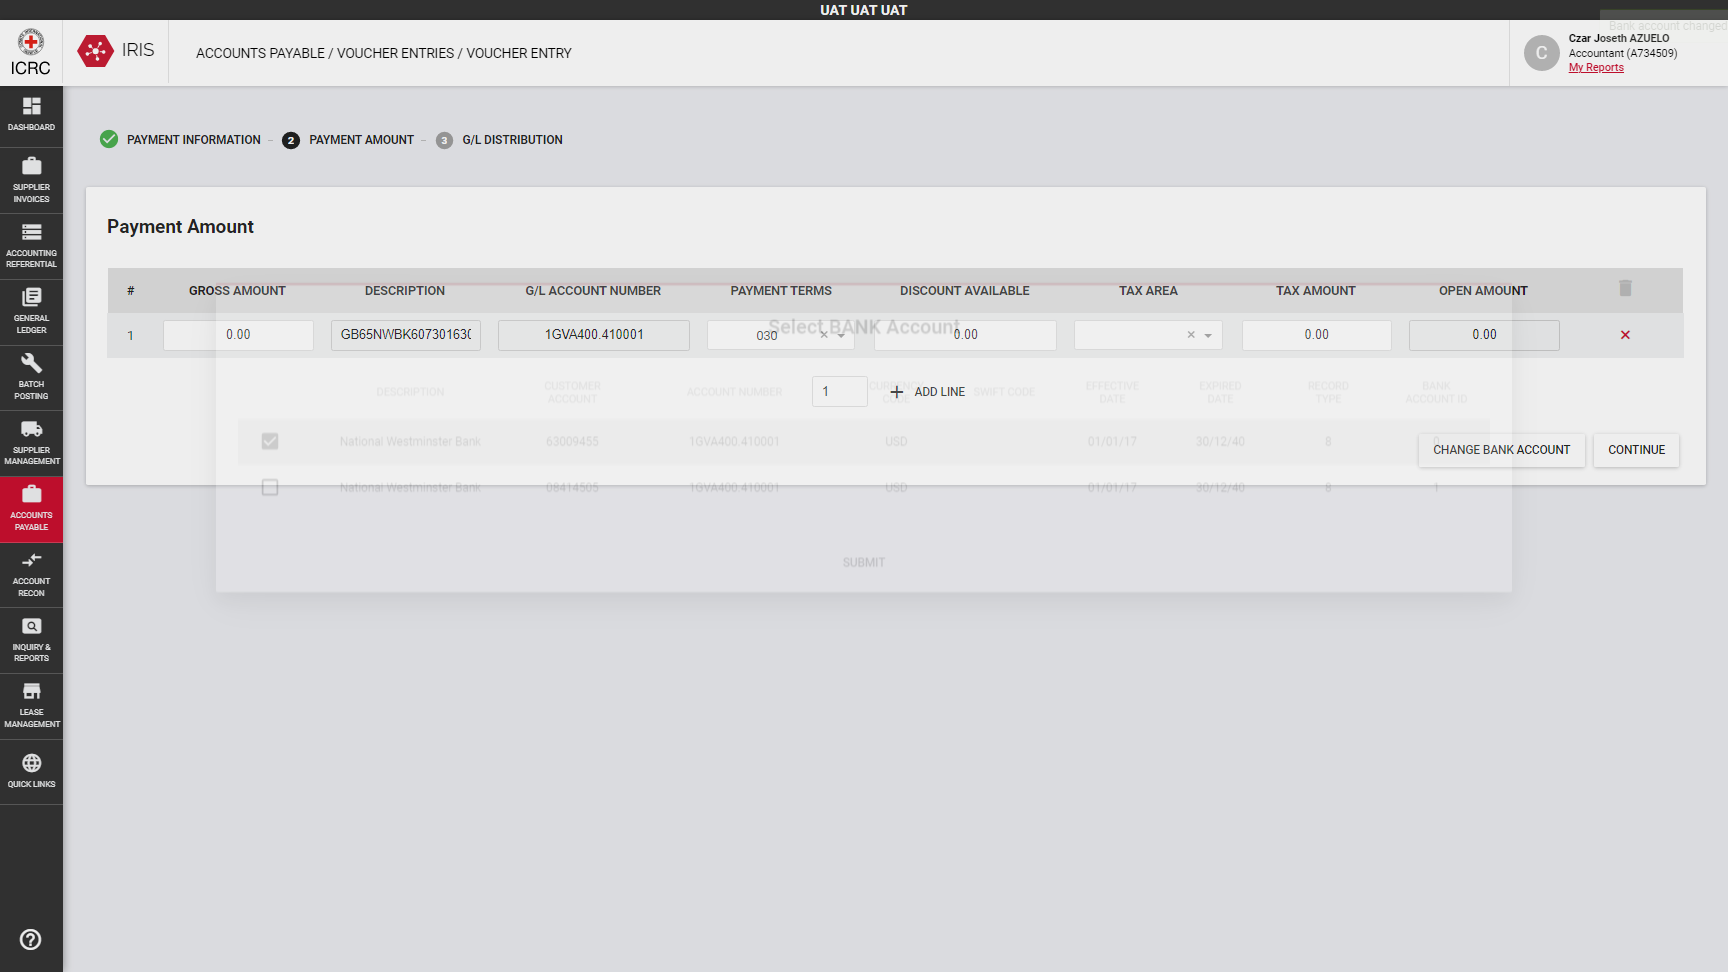 UAT UAT UAT
Bank account changed
ICRC
IRIS
ACCOUNTS PAYABLE / VOUCHER ENTRIES / VOUCHER ENTRY
C
Czar Joseth AZUELO
Accountant (A734509)
My Reports
DASHBOARD
SUPPLIER
INVOICES
ACCOUNTING
REFERENTIAL
GENERAL
LEDGER
BATCH
POSTING
SUPPLIER
MANAGEMENT
ACCOUNTS
PAYABLE
ACCOUNT
RECON
INQUIRY &
REPORTS
LEASE
MANAGEMENT
QUICK LINKS
PAYMENT INFORMATION - 2 PAYMENT AMOUNT - 3 G/L DISTRIBUTION
Payment Amount
# GROSS AMOUNT DESCRIPTION G/L ACCOUNT NUMBER PAYMENT TERMS DISCOUNT AVAILABLE TAX AREA TAX AMOUNT OPEN AMOUNT
1 0.00 GB65NWBK60730163( 1GVA400.410001 030 × 0.00 × 0.00 0.00 ×
1 + ADD LINE
CHANGE BANK ACCOUNT CONTINUE
Select BANK Account
DESCRIPTION CUSTOMER ACCOUNT ACCOUNT NUMBER CURRENCY CODE SWIFT CODE EFFECTIVE DATE EXPIRED DATE RECORD TYPE BANK ACCOUNT ID
National Westminster Bank 63009455 1GVA400.410001 USD 01/01/17 30/12/40 8 0
National Westminster Bank 08414505 1GVA400.410001 USD 01/01/17 30/12/40 8 1
SUBMIT